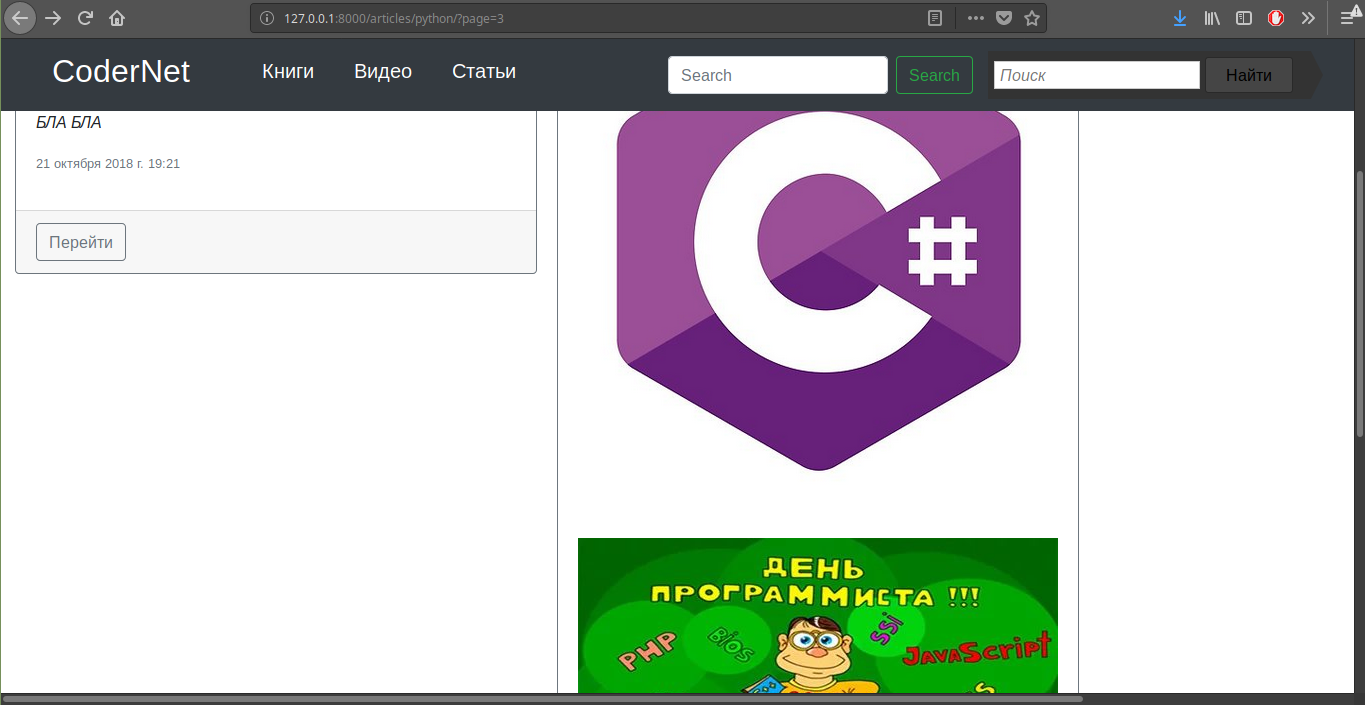 127.0.0.1:8000/articles/python/?page=3
CoderNet
Книги
Видео
Статьи
Search
Search
Поиск
Найти
БЛА БЛА
21 октября 2018 г. 19:21
Перейти
C#
ДЕНЬ
ПРОГРАММИСТА !!!
PHP
Bios
SSI
JavaScript